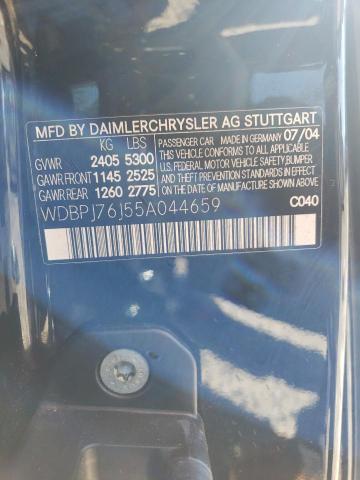 MFD BY DAIMLERCHRYSLER AG STUTTGART
KG LBS
GVWR 2405 5300
GAWR FRONT 1145 2525
GAWR REAR 1260 2775
PASSENGER CAR MADE IN GERMANY 07/04
THIS VEHICLE CONFORMS TO ALL APPLICABLE
U.S. FEDERAL MOTOR VEHICLE SAFETY, BUMPER
AND THEFT PREVENTION STANDARDS IN
EFFECT ON THE DATE OF MANUFACTURE
SHOWN ABOVE.
WDBPJ76J55A044659
C040